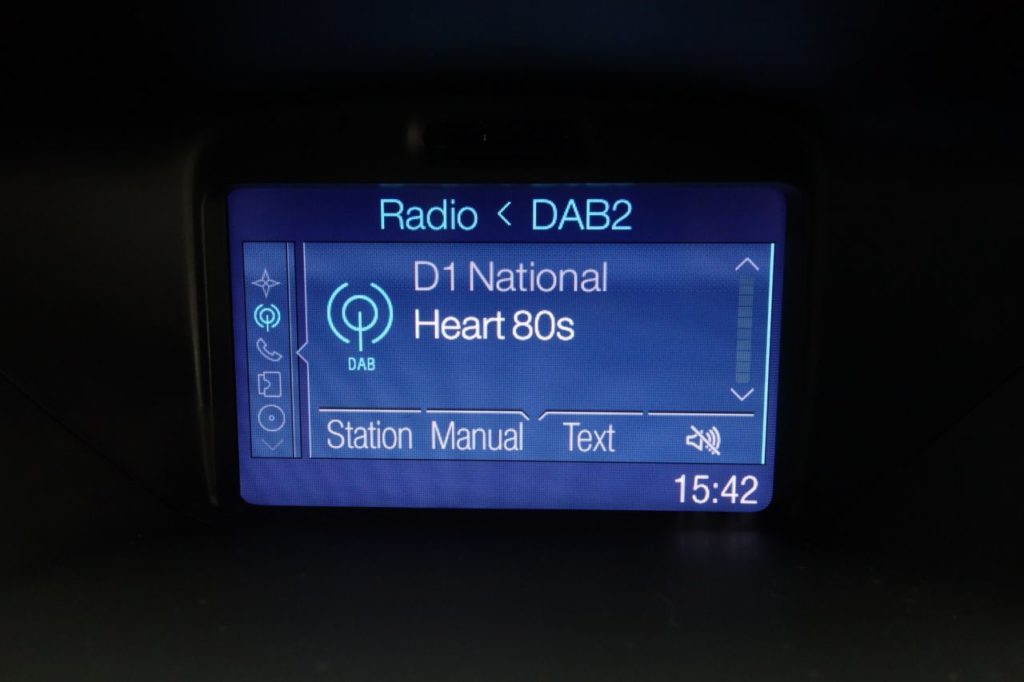 Radio < DAB2
D1 National
Heart 80s
DAB
Station Manual Text
15:42